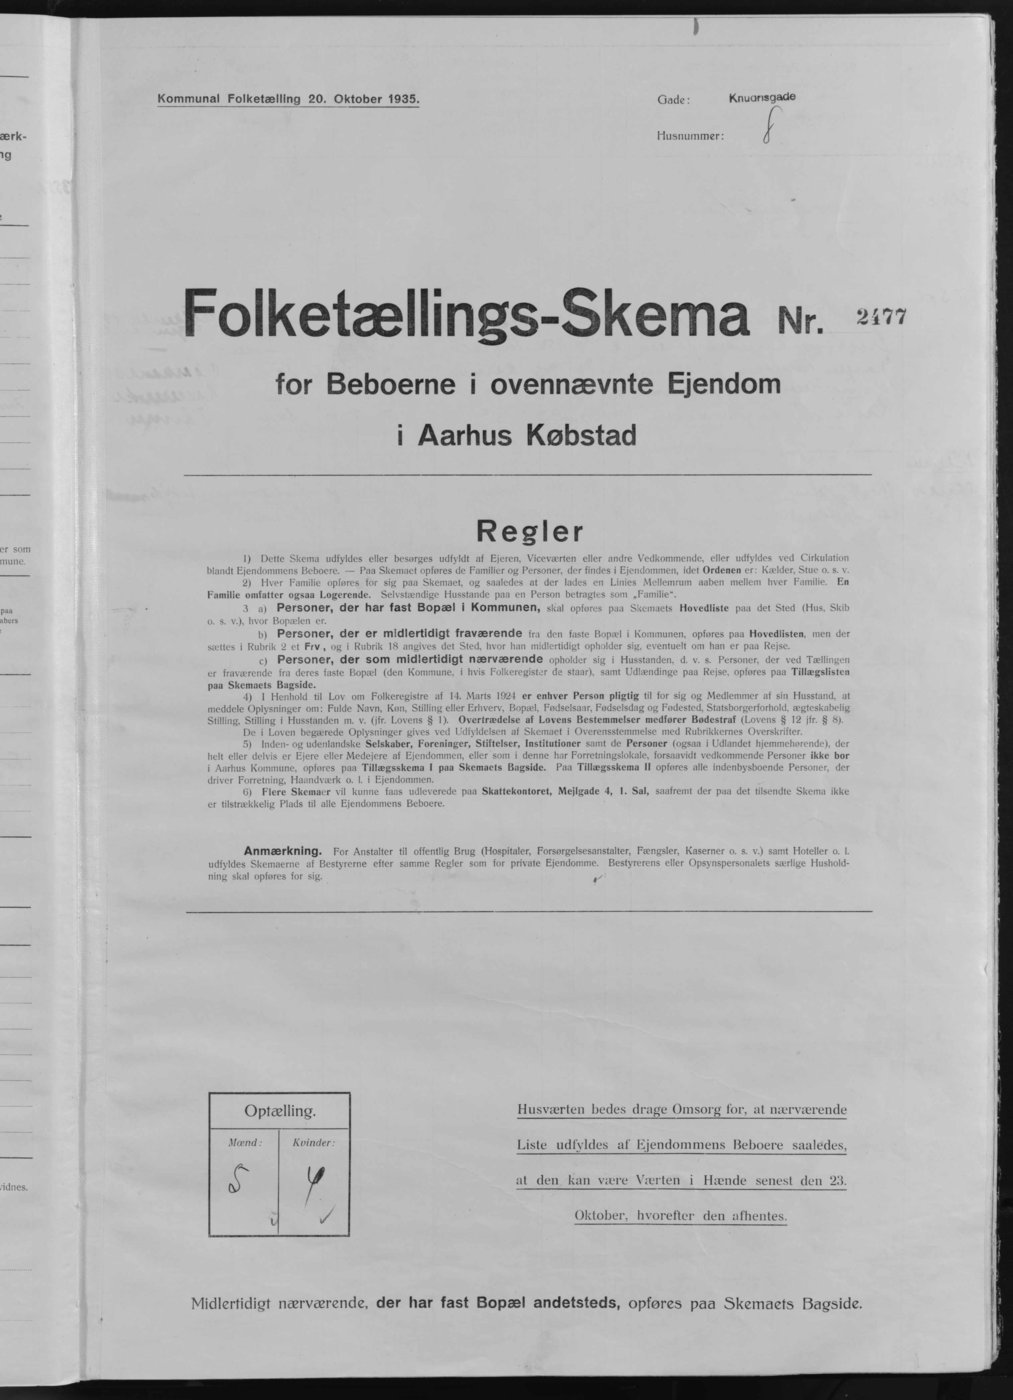 Kommunal Folketælling 20. Oktober 1935.
Gade: Knudsgade
Husnummer: 8
Folketællings-Skema Nr. 2477
for Beboerne i ovennævnte Ejendom
i Aarhus Købstad
Regler
1) Dette Skema udfyldes eller besørges udfyldt af Ejeren, Viceværten eller andre Vedkommende, eller udfyldes ved Cirkulation
blandt Ejendommens Beboere. — Paa Skemaet opføres de Familier og Personer, der findes i Ejendommen, idet Ordenen er: Kælder, Stue o. s. v.
2) Hver Familie opføres for sig paa Skemaet, og saaledes at der lades en Linies Mellemrum aaben mellem hver Familie. En
Familie omfatter ogsaa Logerende. Selvstændige Husstande paa en Person betragtes som „Familie“.
3 a) Personer, der har fast Bopæl i Kommunen, skal opføres paa Skemaets Hovedliste paa det Sted (Hus, Skib
o. s. v.), hvor Bopælen er.
b) Personer, der er midlertidigt fraværende fra den faste Bopæl i Kommunen, opføres paa Hovedlisten, men der
sættes i Rubrik 2 et Frv., og i Rubrik 18 angives det Sted, hvor han midlertidigt opholder sig, eventuelt om han er paa Rejse.
c) Personer, der som midlertidigt nærværende opholder sig i Husstanden, d. v. s. Personer, der ved Tællingen
er fraværende fra deres faste Bopæl (den Kommune, i hvis Folkeregister de staar), samt Udlændinge paa Rejse, opføres paa Tillægslisten
paa Skemaets Bagside.
4) I Henhold til Lov om Folkeregistre af 14. Marts 1924 er enhver Person pligtig til for sig og Medlemmer af sin Husstand, at
meddele Oplysninger om: Fulde Navn, Køn, Stilling eller Erhverv, Bopæl, Fødselsaar, Fødselsdag og Fødested, Statsborgerforhold, ægteskabelig
Stilling, Stilling i Husstanden m. v. (jfr. Lovens § 1). Overtrædelse af Lovens Bestemmelser medfører Bødestraf (Lovens § 12 jfr. § 8).
De i Loven begærede Oplysninger gives ved Udfyldelsen af Skemaet i Overensstemmelse med Rubrikkernes Overskrifter.
5) Inden- og udenlandske Selskaber, Foreninger, Stiftelser, Institutioner samt de Personer (ogsaa i Udlandet hjemmehørende), der
helt eller delvis er Ejere eller Medejere af Ejendommen, eller som i denne har Forretningslokale, forsaavidt vedkommende Personer ikke bor
i Aarhus Kommune, opføres paa Tillægsskema I paa Skemaets Bagside. Paa Tillægsskema II opføres alle indenbysboende Personer, der
driver Forretning, Haandværk o. l. i Ejendommen.
6) Flere Skemaer vil kunne faas udleverede paa Skattekontoret, Mejlgade 4, 1. Sal, saafremt der paa det tilsendte Skema ikke
er tilstrækkelig Plads til alle Ejendommens Beboere.
Anmærkning. For Anstalter til offentlig Brug (Hospitaler, Forsørgelsesanstalter, Fængsler, Kaserner o. s. v.) samt Hoteller o. l.
udfyldes Skemaerne af Bestyrerne efter samme Regler som for private Ejendomme. Bestyrerens eller Opsynspersonalets særlige Hushold-
ning skal opføres for sig.
Optælling.
Mænd: Kvinder:
5 4
Husværten bedes drage Omsorg for, at nærværende
Liste udfyldes af Ejendommens Beboere saaledes,
at den kan være Værten i Hænde senest den 23.
Oktober, hvorefter den afhentes.
Midlertidigt nærværende, der har fast Bopæl andetsteds, opføres paa Skemaets Bagside.